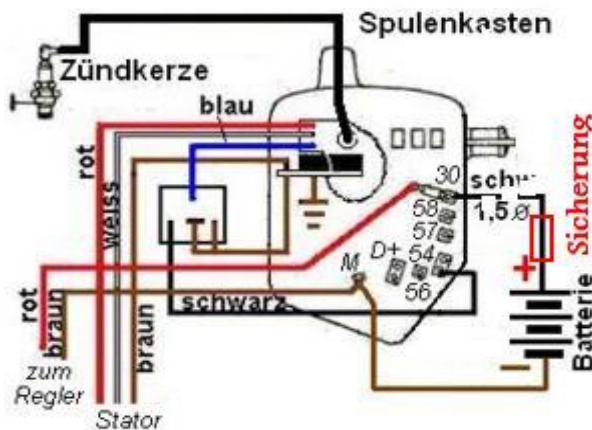 Spulenkasten
Zündkerze
blau
rot
weiss
30
1,5
58
57
54
D+
M
56
schwarz
Sicherung
+
Batterie
rot
braun
braun
zum
Regler
Stator